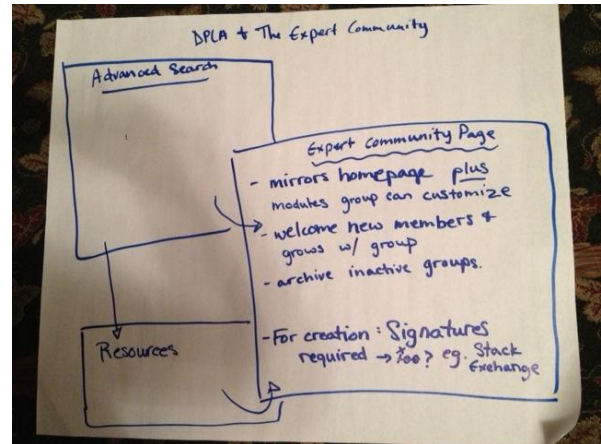 DPLA & The Expert Community
Advanced Search
Expert Community Page
- mirrors homepage plus
modules group can customize
- welcome new members &
grows w/ group
- archive inactive groups.
- For creation: Signatures
required → ? eg. Stack
Exchange
Resources